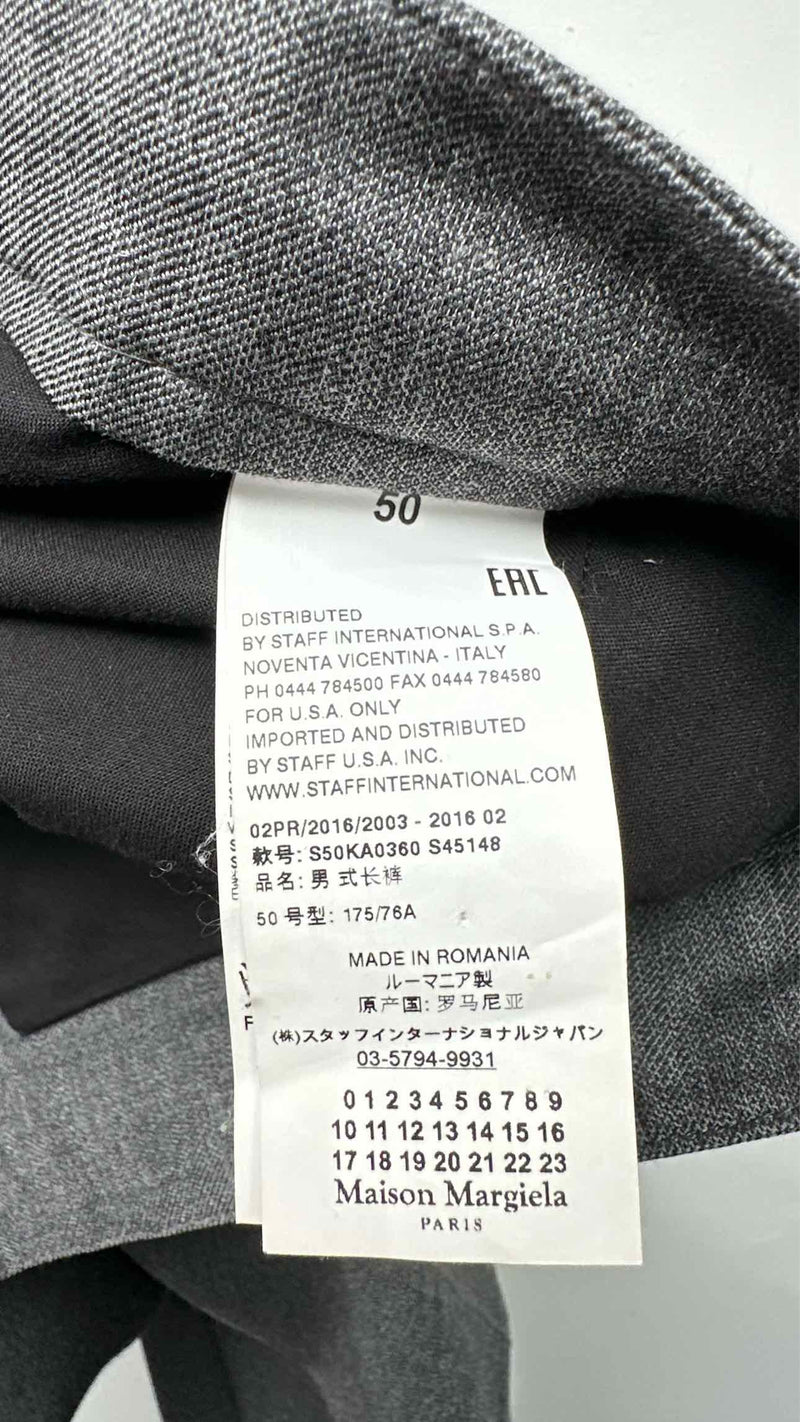 50
EAC
DISTRIBUTED
BY STAFF INTERNATIONAL S.P.A.
NOVENTA VICENTINA - ITALY
PH 0444 784500 FAX 0444 784580
FOR U.S.A. ONLY
IMPORTED AND DISTRIBUTED
BY STAFF U.S.A. INC.
WWW.STAFFINTERNATIONAL.COM
02PR/2016/2003 - 2016 02
款号: S50KA0360 S45148
品名: 男 式长裤
50 号型: 175/76A
MADE IN ROMANIA
ルーマニア製
原产国: 罗马尼亚
(株)スタッフインターナショナルジャパン
03-5794-9931
0 1 2 3 4 5 6 7 8 9
10 11 12 13 14 15 16
17 18 19 20 21 22 23
Maison Margiela
PARIS
F